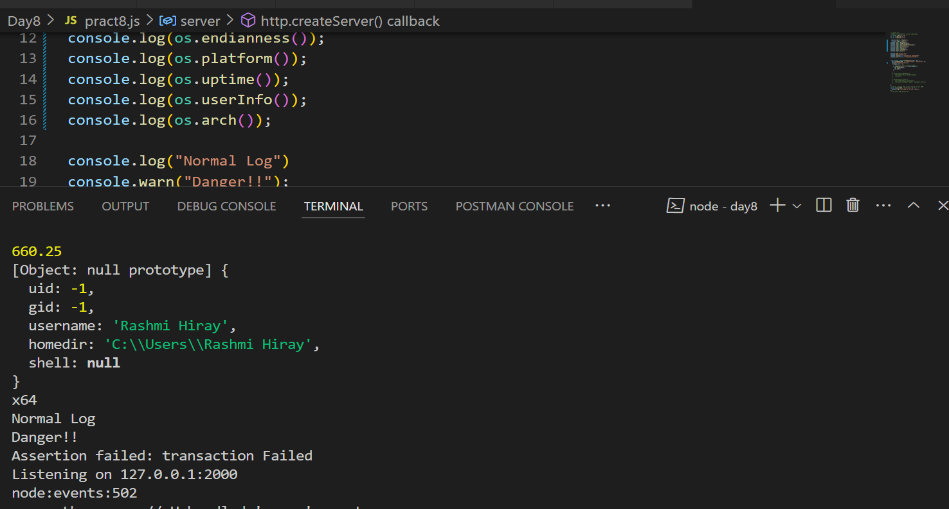 Day8 > JS pract8.js > server > http.createServer() callback
12 console.log(os.endianness());
13 console.log(os.platform());
14 console.log(os.uptime());
15 console.log(os.userInfo());
16 console.log(os.arch());
17
18 console.log("Normal Log")
19 console.warn("Danger!!");
PROBLEMS OUTPUT DEBUG CONSOLE TERMINAL PORTS POSTMAN CONSOLE ··· node - day8
660.25
[Object: null prototype] {
  uid: -1,
  gid: -1,
  username: 'Rashmi Hiray',
  homedir: 'C:\\Users\\Rashmi Hiray',
  shell: null
}
x64
Normal Log
Danger!!
Assertion failed: transaction Failed
Listening on 127.0.0.1:2000
node:events:502